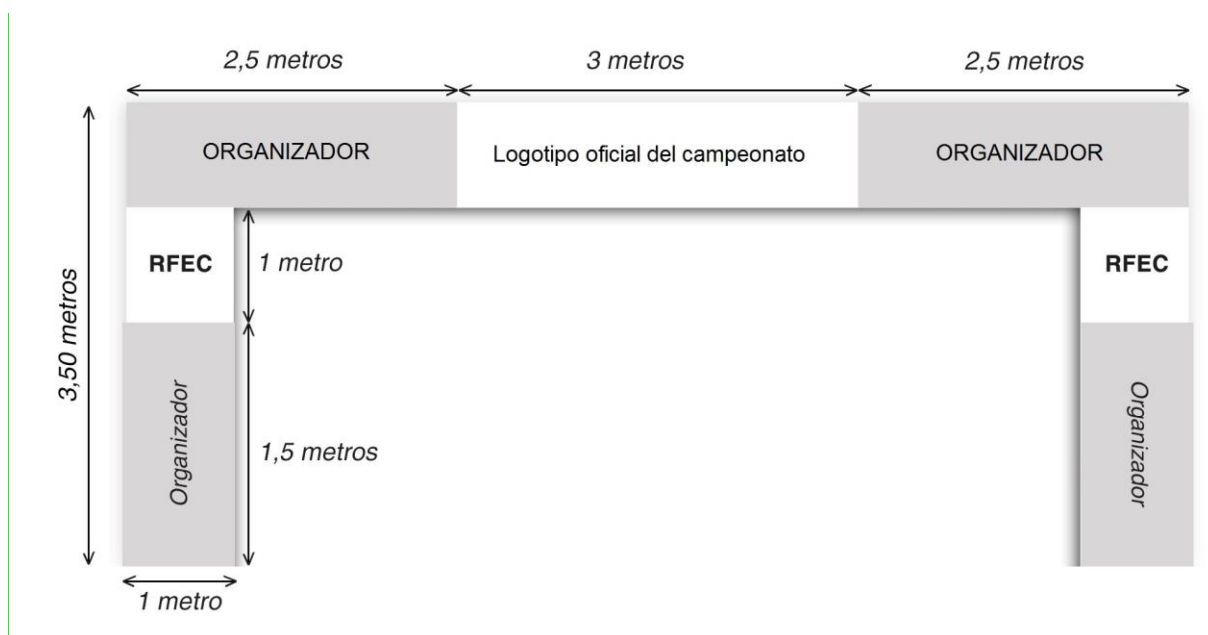 2,5 metros
3 metros
2,5 metros
ORGANIZADOR
Logotipo oficial del campeonato
ORGANIZADOR
RFEC
1 metro
RFEC
3,50 metros
Organizador
1,5 metros
Organizador
1 metro